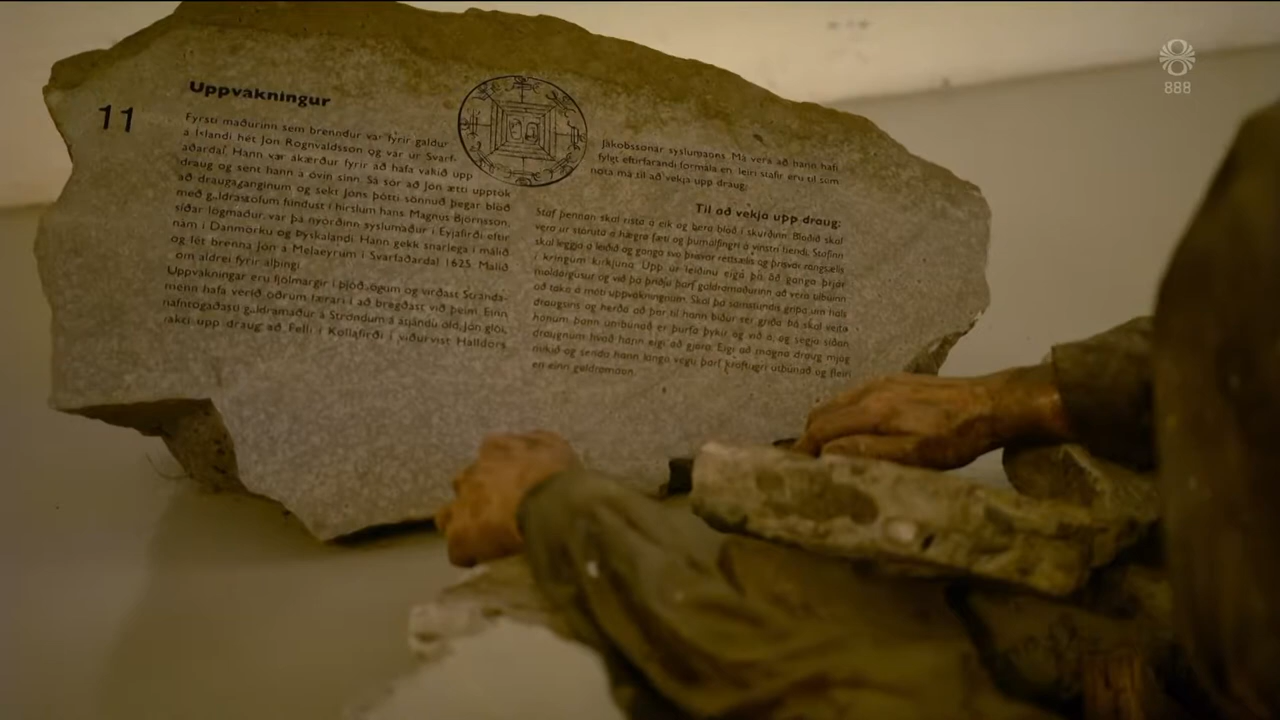 888
11
Uppvakningur
Fyrsti maðurinn sem brenndur var fyrir galdur
á Íslandi hét Jón Rögnvaldsson og var úr Svarf-
aðardal. Hann var ákærður fyrir að hafa vakið upp
draug og sent hann á óvin sinn. Sá sór að Jón ætti upptök
að draugaganginum og sekt Jóns þótti sönnuð þegar blöð
með galdrastöfum fundust í hirslum hans. Magnús Björnsson,
síðar lögmaður, var þá nýorðinn sýslumaður í Eyjafirði eftir
nám í Danmörku og Þýskalandi. Hann gekk snarlega í málið
og lét brenna Jón á Melaeyrum í Svarfaðardal 1625. Málið
kom aldrei fyrir alþingi.
Uppvakningar eru fjölmargir í þjóðsögum og virðast Stranda-
menn hafa verið öðrum færari í að bregðast við þeim. Einn
nafntogaðasti galdramaður á Ströndum á átjándu öld, Jón glói,
vakti upp draug að Felli í Kollafirði í viðurvist Halldórs
Jakobssonar sýslumanns. Má vera að hann hafi
fylgt eftirfarandi formála en leiri stafir eru til sem
nota má til að vekja upp draug.
Til að vekja upp draug:
Staf þennan skal rista á eik og bera blóð í skurðinn. Blóðið skal
vera úr stórutá á hægra fæti og þumalfingri á vinstri hendi. Stafinn
skal leggja á leiðið og ganga svo þrisvar réttsælis og þrisvar rangsælis
í kringum kirkjuna. Upp úr leiðinu eiga þá að ganga þrjár
moldargusur og við þá þriðju þarf galdramaðurinn að vera tilbúinn
að taka á móti uppvakningnum. Skal þá samstundis grípa um háls
draugsins og herða að þar til hann biður sér griða þá skal veita
honum þann umbúnað er þurfa þykir og við á, og segja síðan
draugnum hvað hann eigi að gjöra. Eigi að magna draug mjög
mikið og senda hann langa vegu þarf kröftugri útbúnað og fleiri
en einn galdramann.